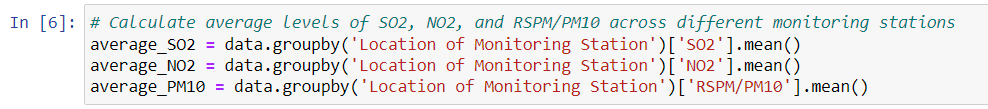 In [6]: # Calculate average levels of SO2, NO2, and RSPM/PM10 across different monitoring stations
average_SO2 = data.groupby('Location of Monitoring Station')['SO2'].mean()
average_NO2 = data.groupby('Location of Monitoring Station')['NO2'].mean()
average_PM10 = data.groupby('Location of Monitoring Station')['RSPM/PM10'].mean()